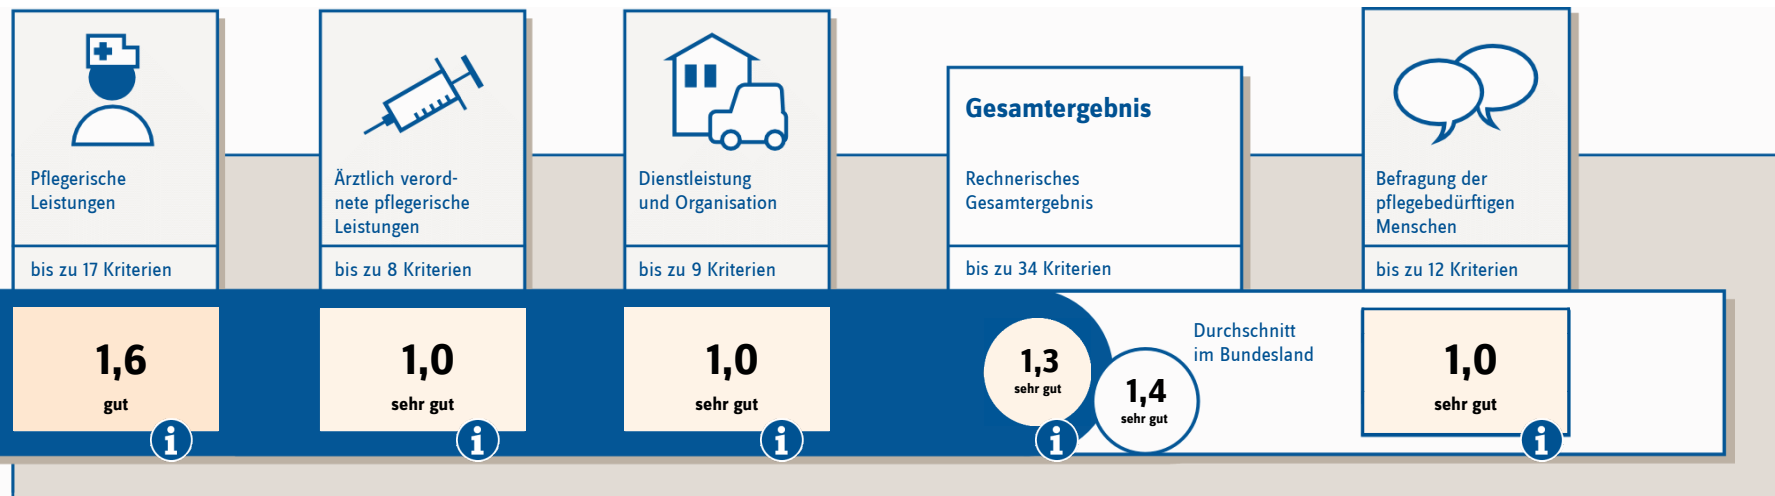 Pflegerische
Leistungen
bis zu 17 Kriterien
1,6
gut
i
Ärztlich verord-
nete pflegerische
Leistungen
bis zu 8 Kriterien
1,0
sehr gut
i
Dienstleistung
und Organisation
bis zu 9 Kriterien
1,0
sehr gut
i
Gesamtergebnis
Rechnerisches
Gesamtergebnis
bis zu 34 Kriterien
1,3
sehr gut
i
Durchschnitt
im Bundesland
1,4
sehr gut
Befragung der
pflegebedürftigen
Menschen
bis zu 12 Kriterien
1,0
sehr gut
i